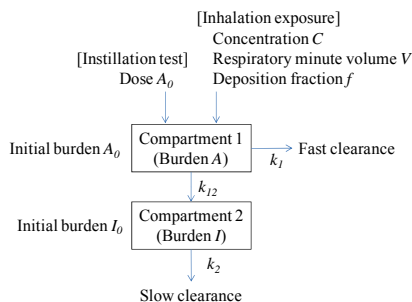 [Inhalation exposure]
Concentration C
[Instillation test]
Respiratory minute volume V
Dose A0
Deposition fraction f
Initial burden A0
Compartment 1
(Burden A)
k1
Fast clearance
k12
Initial burden I0
Compartment 2
(Burden I)
k2
Slow clearance